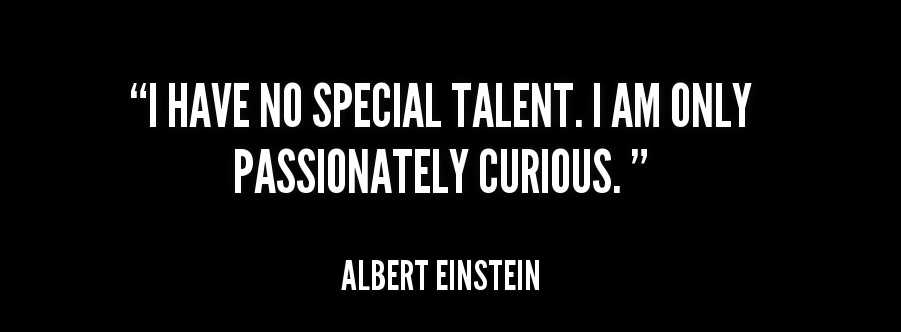 “I HAVE NO SPECIAL TALENT. I AM ONLY
PASSIONATELY CURIOUS. ”
ALBERT EINSTEIN